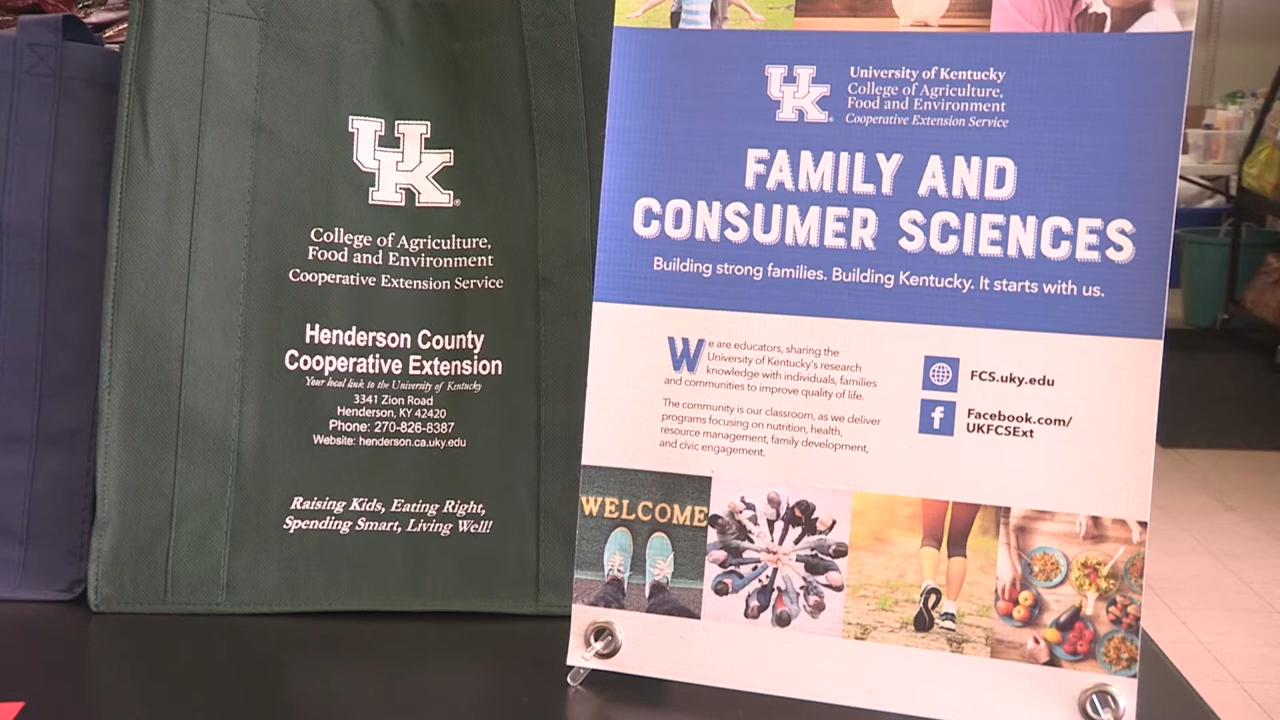 UK
College of Agriculture,
Food and Environment
Cooperative Extension Service
Henderson County
Cooperative Extension
Your local link to the University of Kentucky
3341 Zion Road
Henderson, KY 42420
Phone: 270-826-8387
Website: henderson.ca.uky.edu
Raising Kids, Eating Right,
Spending Smart, Living Well!
UK
University of Kentucky
College of Agriculture,
Food and Environment
Cooperative Extension Service
FAMILY AND
CONSUMER SCIENCES
Building strong families. Building Kentucky. It starts with us.
We are educators, sharing the
University of Kentucky's research
knowledge with individuals, families
and communities to improve quality of life.
The community is our classroom, as we deliver
programs focusing on nutrition, health,
resource management, family development,
and civic engagement.
FCS.uky.edu
f
Facebook.com/
UKFCSExt
WELCOME